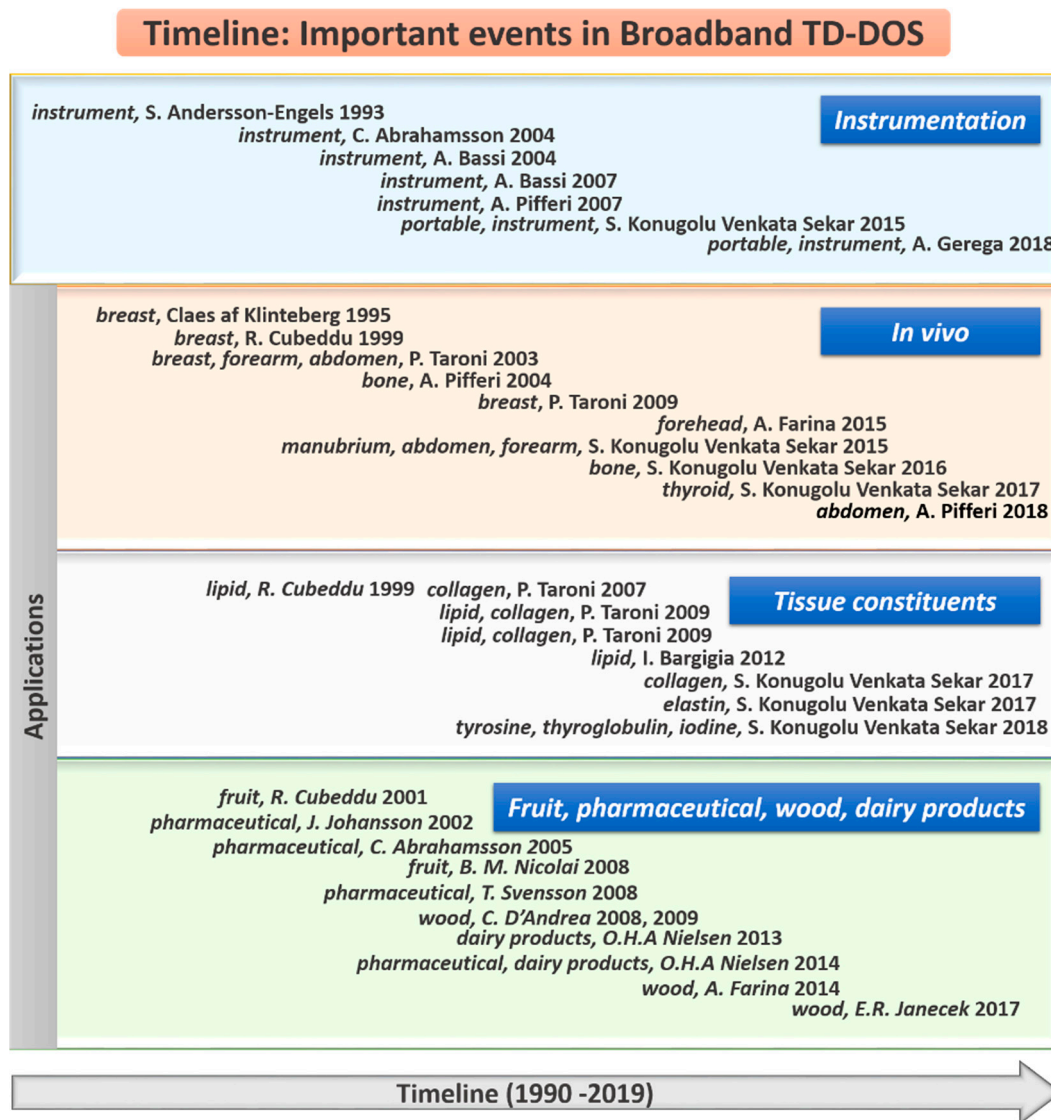 Timeline: Important events in Broadband TD-DOS
Instrumentation
instrument, S. Andersson-Engels 1993
instrument, C. Abrahamsson 2004
instrument, A. Bassi 2004
instrument, A. Bassi 2007
instrument, A. Pifferi 2007
portable, instrument, S. Konugolu Venkata Sekar 2015
portable, instrument, A. Gerega 2018
Applications
In vivo
breast, Claes af Klinteberg 1995
breast, R. Cubeddu 1999
breast, forearm, abdomen, P. Taroni 2003
bone, A. Pifferi 2004
breast, P. Taroni 2009
forehead, A. Farina 2015
manubrium, abdomen, forearm, S. Konugolu Venkata Sekar 2015
bone, S. Konugolu Venkata Sekar 2016
thyroid, S. Konugolu Venkata Sekar 2017
abdomen, A. Pifferi 2018
Tissue constituents
lipid, R. Cubeddu 1999 collagen, P. Taroni 2007
lipid, collagen, P. Taroni 2009
lipid, collagen, P. Taroni 2009
lipid, I. Bargigia 2012
collagen, S. Konugolu Venkata Sekar 2017
elastin, S. Konugolu Venkata Sekar 2017
tyrosine, thyroglobulin, iodine, S. Konugolu Venkata Sekar 2018
Fruit, pharmaceutical, wood, dairy products
fruit, R. Cubeddu 2001
pharmaceutical, J. Johansson 2002
pharmaceutical, C. Abrahamsson 2005
fruit, B. M. Nicolai 2008
pharmaceutical, T. Svensson 2008
wood, C. D’Andrea 2008, 2009
dairy products, O.H.A Nielsen 2013
pharmaceutical, dairy products, O.H.A Nielsen 2014
wood, A. Farina 2014
wood, E.R. Janecek 2017
Timeline (1990 -2019)